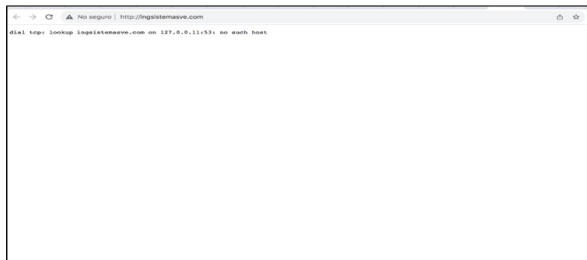 No seguro | http://ingsistemasve.com
dial tcp: lookup ingsistemasve.com on 127.0.0.11:53: no such host